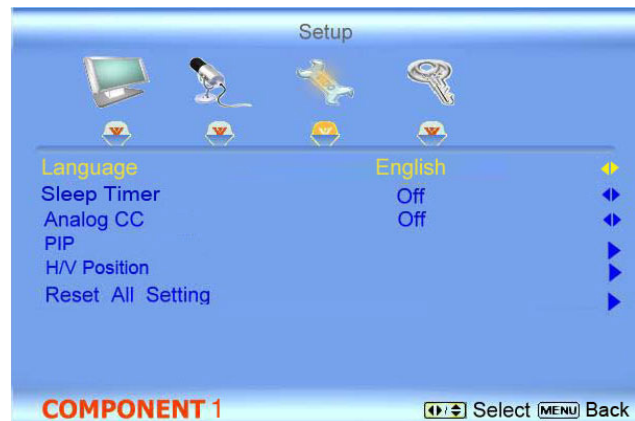 Setup
Language English
Sleep Timer Off
Analog CC Off
PIP
H/V Position
Reset All Setting
COMPONENT 1 Select MENU Back